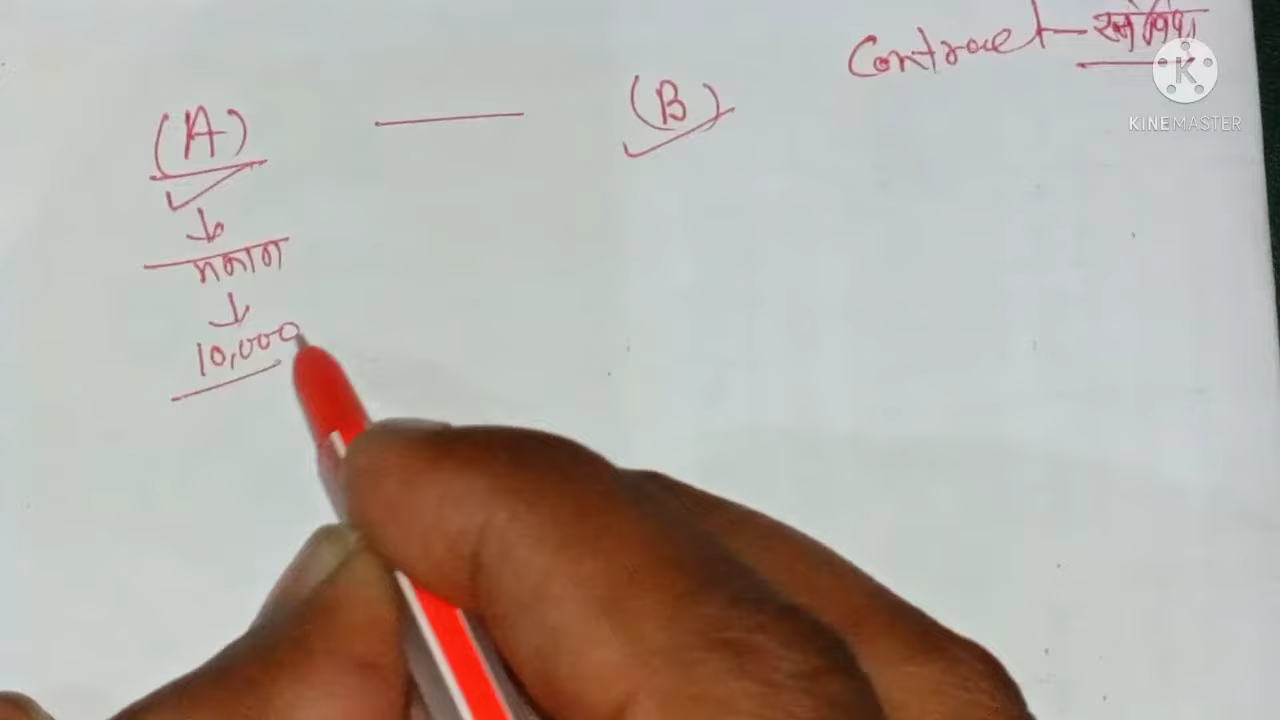 Contract — संविदा
(A) —— (B)
मकान
10,000
KINEMASTER